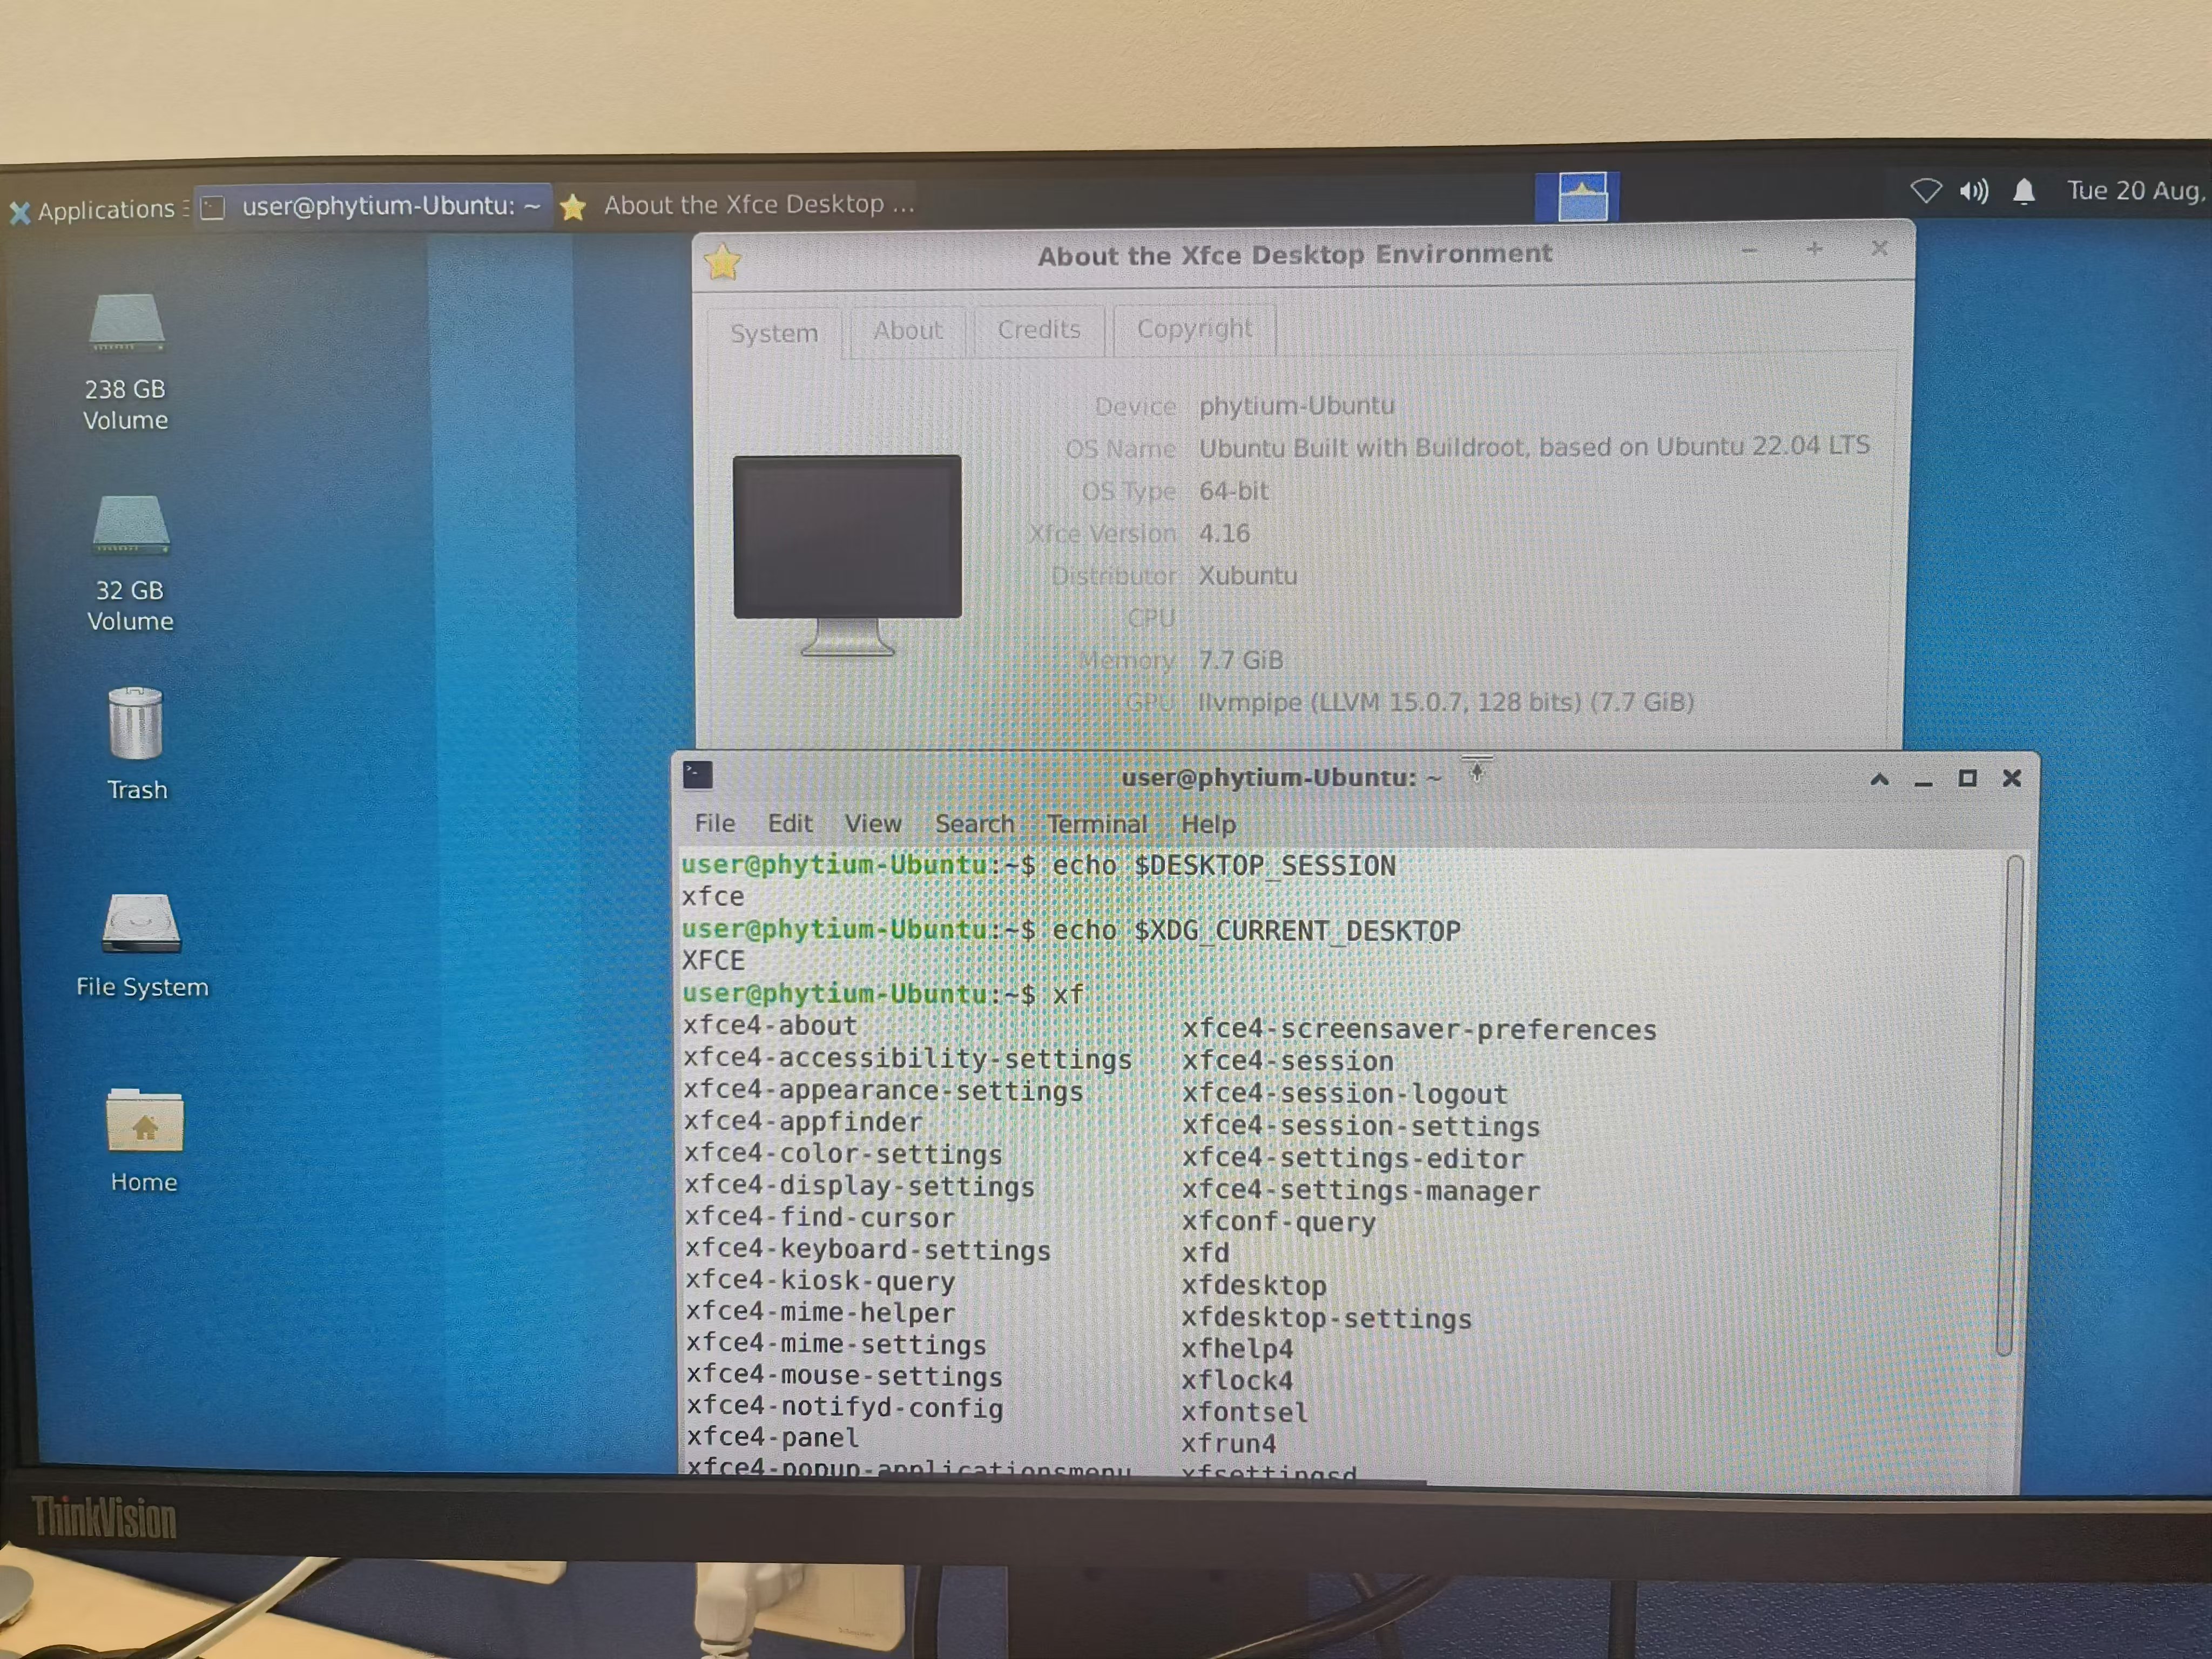 Applications
user@phytium-Ubuntu: ~
About the Xfce Desktop ...
Tue 20 Aug,
238 GB
Volume
32 GB
Volume
Trash
File System
Home
About the Xfce Desktop Environment
System About Credits Copyright
Device phytium-Ubuntu
OS Name Ubuntu Built with Buildroot, based on Ubuntu 22.04 LTS
OS Type 64-bit
Xfce Version 4.16
Distributor Xubuntu
CPU
Memory 7.7 GiB
GPU llvmpipe (LLVM 15.0.7, 128 bits) (7.7 GiB)
user@phytium-Ubuntu: ~
File Edit View Search Terminal Help
user@phytium-Ubuntu:~$ echo $DESKTOP_SESSION
xfce
user@phytium-Ubuntu:~$ echo $XDG_CURRENT_DESKTOP
XFCE
user@phytium-Ubuntu:~$ xf
xfce4-about xfce4-screensaver-preferences
xfce4-accessibility-settings xfce4-session
xfce4-appearance-settings xfce4-session-logout
xfce4-appfinder xfce4-session-settings
xfce4-color-settings xfce4-settings-editor
xfce4-display-settings xfce4-settings-manager
xfce4-find-cursor xfconf-query
xfce4-keyboard-settings xfd
xfce4-kiosk-query xfdesktop
xfce4-mime-helper xfdesktop-settings
xfce4-mime-settings xfhelp4
xfce4-mouse-settings xflock4
xfce4-notifyd-config xfontsel
xfce4-panel xfrun4
xfce4-popup-applicationsmenu xfsettingsd
ThinkVision